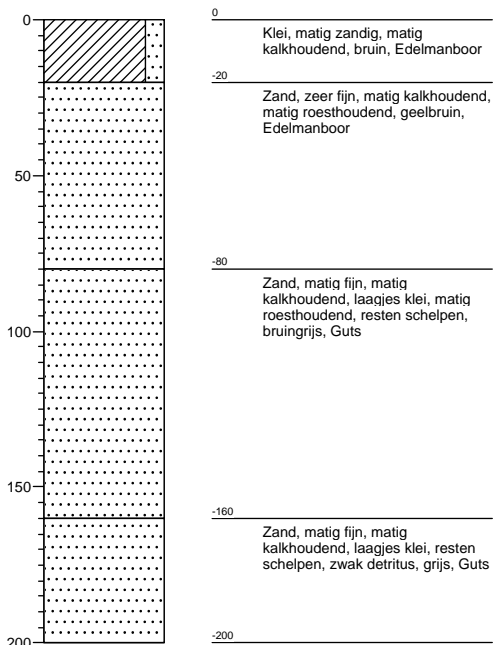 0
50
100
150
200
0
Klei, matig zandig, matig
kalkhoudend, bruin, Edelmanboor
-20
Zand, zeer fijn, matig kalkhoudend,
matig roesthoudend, geelbruin,
Edelmanboor
-80
Zand, matig fijn, matig
kalkhoudend, laagjes klei, matig
roesthoudend, resten schelpen,
bruingrijs, Guts
-160
Zand, matig fijn, matig
kalkhoudend, laagjes klei, resten
schelpen, zwak detritus, grijs, Guts
-200